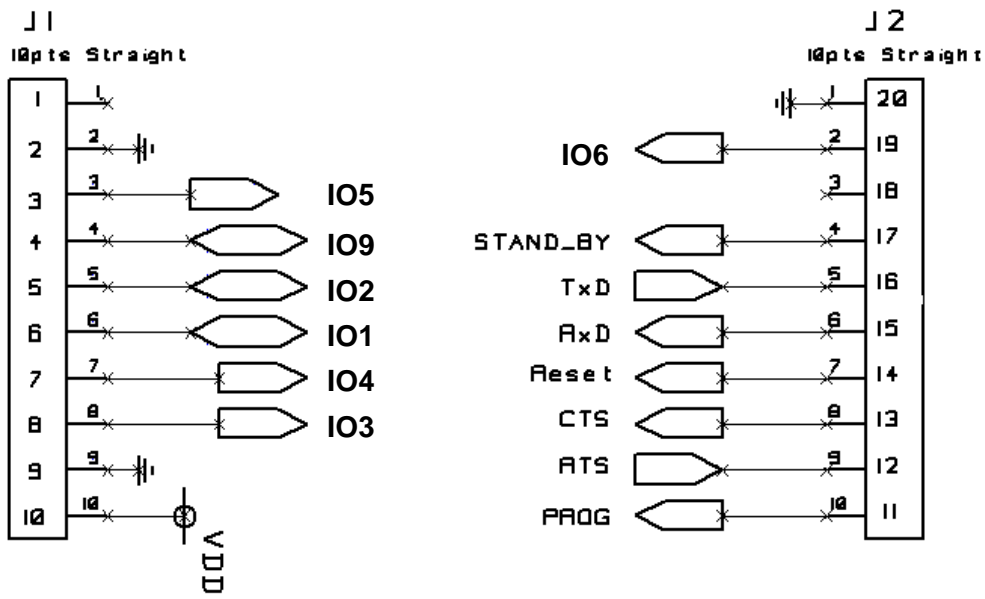 J1
10pts Straight
1 1
2 2
3 3 IO5
4 4 IO9
5 5 IO2
6 6 IO1
7 7 IO4
8 8 IO3
9 9
10 10
VDD
J2
10pts Straight
1 20
IO6 2 19
3 18
STAND_BY 4 17
TxD 5 16
RxD 6 15
Reset 7 14
CTS 8 13
RTS 9 12
PROG 10 11